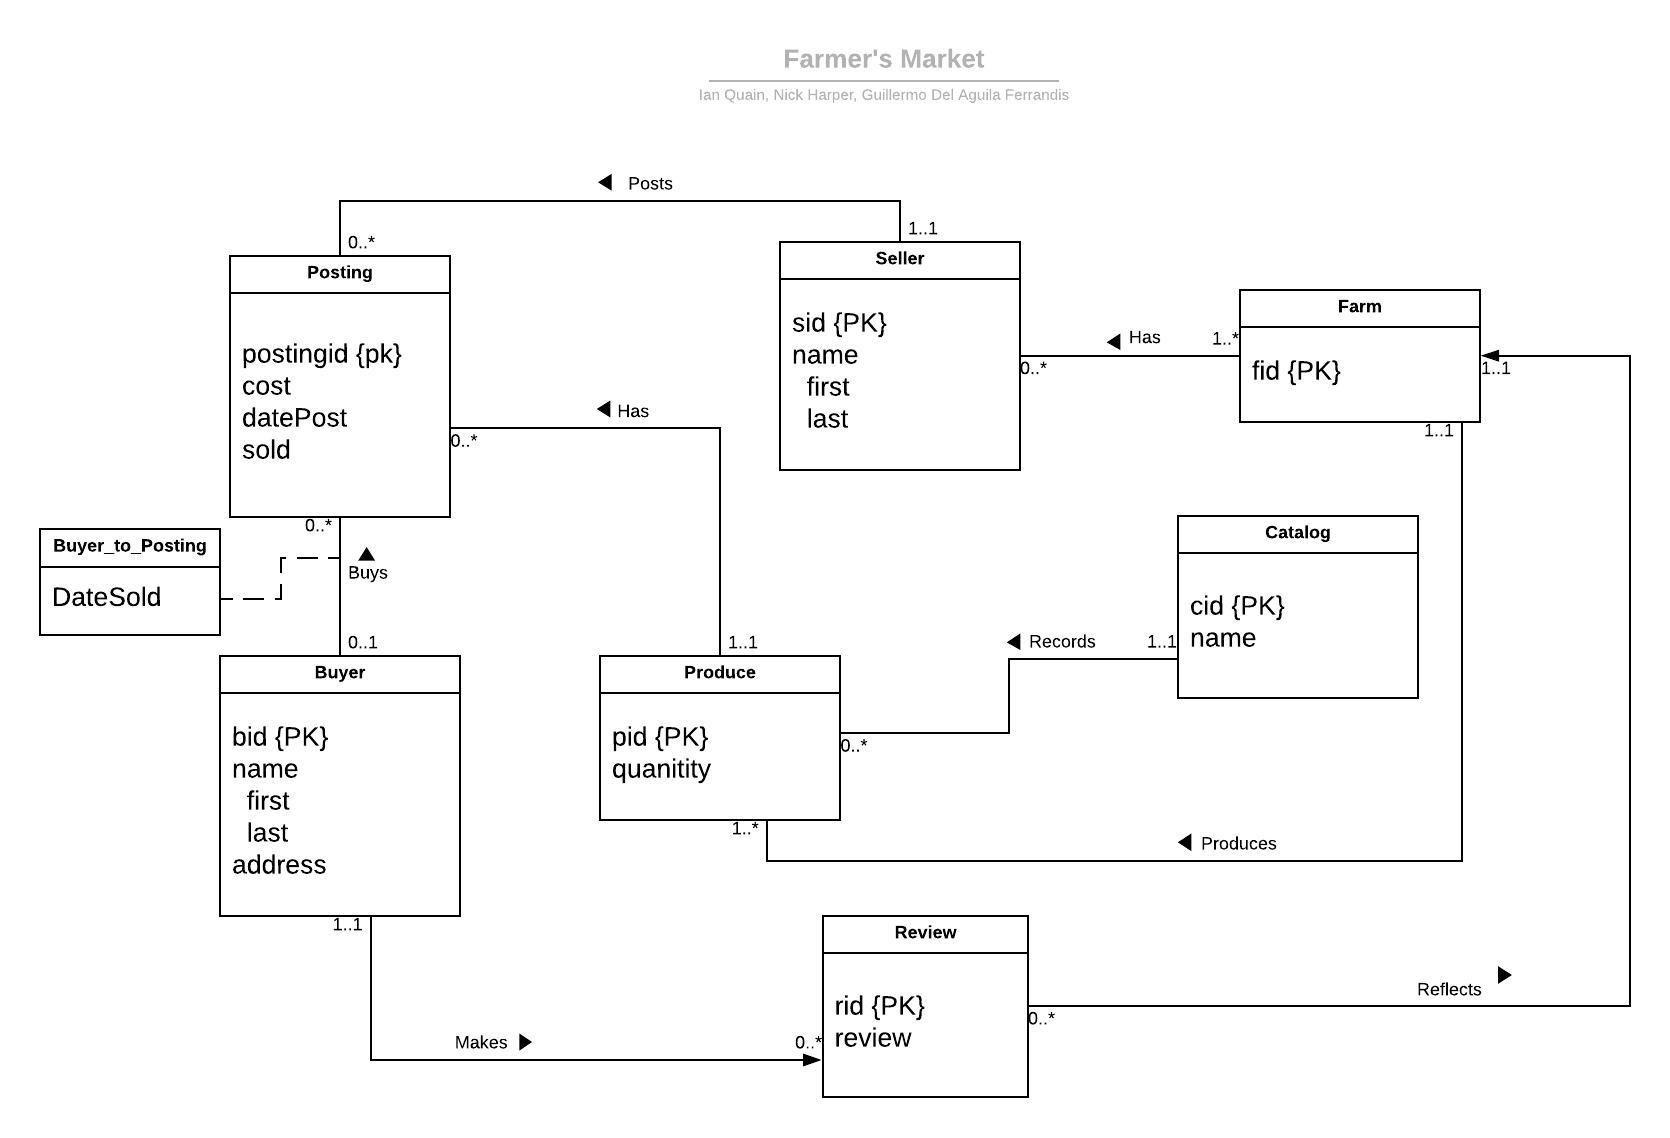 Farmer's Market
Ian Quain, Nick Harper, Guillermo Del Aguila Ferrandis
Posts
0..*
1..1
Posting
postingid {pk}
cost
datePost
sold
Seller
sid {PK}
name
first
last
Has
1..*
0..*
Farm
fid {PK}
1..1
1..1
Has
0..*
1..1
0..*
Buys
0..1
Buyer_to_Posting
DateSold
Buyer
bid {PK}
name
first
last
address
1..1
Produce
pid {PK}
quanitity
0..*
1..*
Records
1..1
Catalog
cid {PK}
name
Produces
Review
rid {PK}
review
Makes
0..*
0..*
Reflects